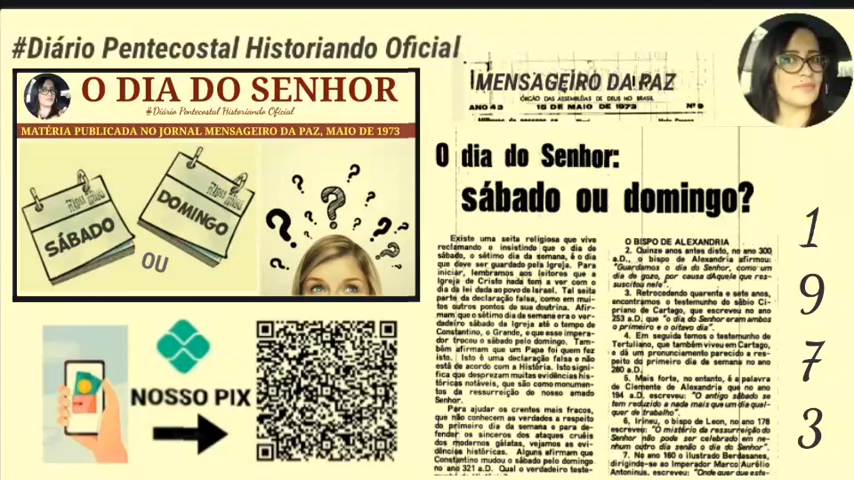 #Diário Pentecostal Historiando Oficial
O DIA DO SENHOR
#Diário Pentecostal Historiando Oficial
MATÉRIA PUBLICADA NO JORNAL MENSAGEIRO DA PAZ, MAIO DE 1973
SÁBADO
OU
DOMINGO
NOSSO PIX
MENSAGEIRO DA PAZ
ÓRGÃO DAS ASSEMBLÉIAS DE DEUS NO BRASIL
ANO 43
15 DE MAIO DE 1973
Nº 9
O dia do Senhor:
sábado ou domingo?
Existe uma seita religiosa que vive
reclamando e insistindo que o dia de
sábado, o sétimo dia da semana, é o dia
que deve ser guardado pela Igreja. Para
iniciar, lembramos aos leitores que a
Igreja de Cristo nada tem a ver com o
dia da lei dada ao povo de Israel. Tal seita
parte da declaração falsa, como em mui-
tos outros pontos de sua doutrina. Afir-
mam que o sétimo dia da semana era o ver-
dadeiro sábado da Igreja até o tempo de
Constantino, o Grande, e que esse impera-
dor trocou o sábado pelo domingo. Tam-
bém afirmam que um Papa foi quem fez
isto. Isto é uma declaração falsa e não
está de acordo com a História. Isto signi-
fica que desprezam muitas evidências his-
tóricas notáveis, que são como monumen-
tos da ressurreição de nosso amado
Senhor.
Para ajudar os crentes mais fracos,
que não conhecem a verdade a respeito
do primeiro dia da semana e para de-
fender os sinceros dos ataques cruéis
dos modernos gálatas, vejamos as evi-
dências históricas. Alguns afirmam que
Constantino mudou o sábado pelo domingo
no ano 321 a.D. Qual o verdadeiro teste-
O BISPO DE ALEXANDRIA
2. Quinze anos antes disto, no ano 300
a.D., o bispo de Alexandria afirmou:
"Guardamos o dia do Senhor, como um
dia de gozo, por causa dAquele que res-
suscitou nele".
3. Retrocedendo quarenta e sete anos,
encontramos o testemunho do sábio Ci-
priano de Cartago, que escreveu no ano
253 a.D. que "o dia do Senhor eram ambos
o primeiro e o oitavo dia".
4. Em seguida temos o testemunho de
Tertuliano, que também viveu em Cartago,
e dá um pronunciamento parecido a res-
peito do primeiro dia da semana no ano
200 a.D.
5. Mais forte, no entanto, é a palavra
de Clemente de Alexandria que no ano
194 a.D. escreveu: "O antigo sábado se
tem reduzido a nada mais que um dia qual-
quer de trabalho".
6. Irineu, o bispo de Leon, no ano 178
escreveu: "O mistério da ressurreição do
Senhor não pode ser celebrado em ne-
nhum outro dia senão o dia do Senhor".
7. No ano 160 o ilustrado Berdasanes,
dirigindo-se ao Imperador Marco Aurélio
Antoninus, escreveu: "Onde quer que este-
1
9
7
3